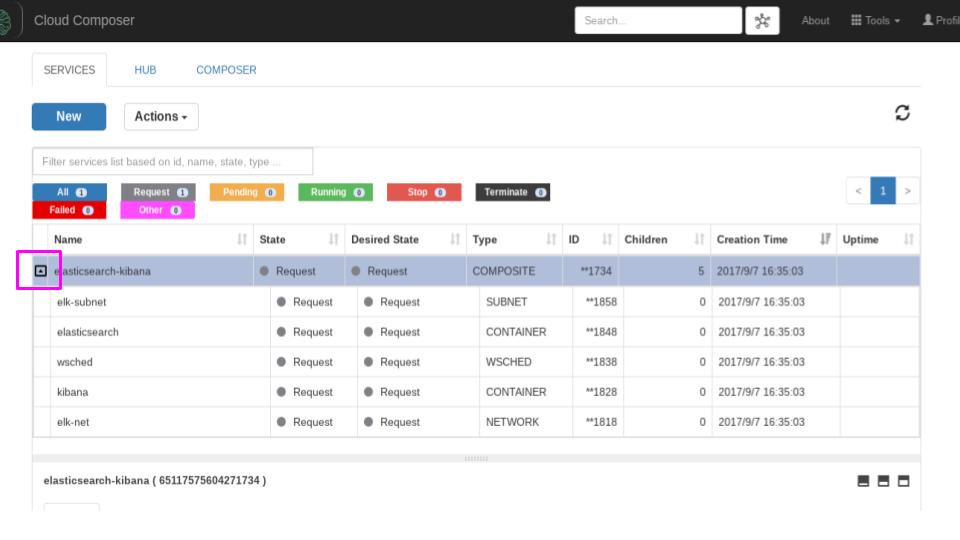 Cloud Composer Search... About Tools Profil
SERVICES HUB COMPOSER
New Actions
Filter services list based on id, name, state, type ...
All 1 Request 1 Pending 0 Running 0 Stop 0 Terminate 0
< 1 >
Failed 0 Other 0
Name State Desired State Type ID Children Creation Time Uptime
elasticsearch-kibana Request Request COMPOSITE **1734 5 2017/9/7 16:35:03
elk-subnet Request Request SUBNET **1858 0 2017/9/7 16:35:03
elasticsearch Request Request CONTAINER **1848 0 2017/9/7 16:35:03
wsched Request Request WSCHED **1838 0 2017/9/7 16:35:03
kibana Request Request CONTAINER **1828 0 2017/9/7 16:35:03
elk-net Request Request NETWORK **1818 0 2017/9/7 16:35:03
elasticsearch-kibana ( 65117575604271734 )